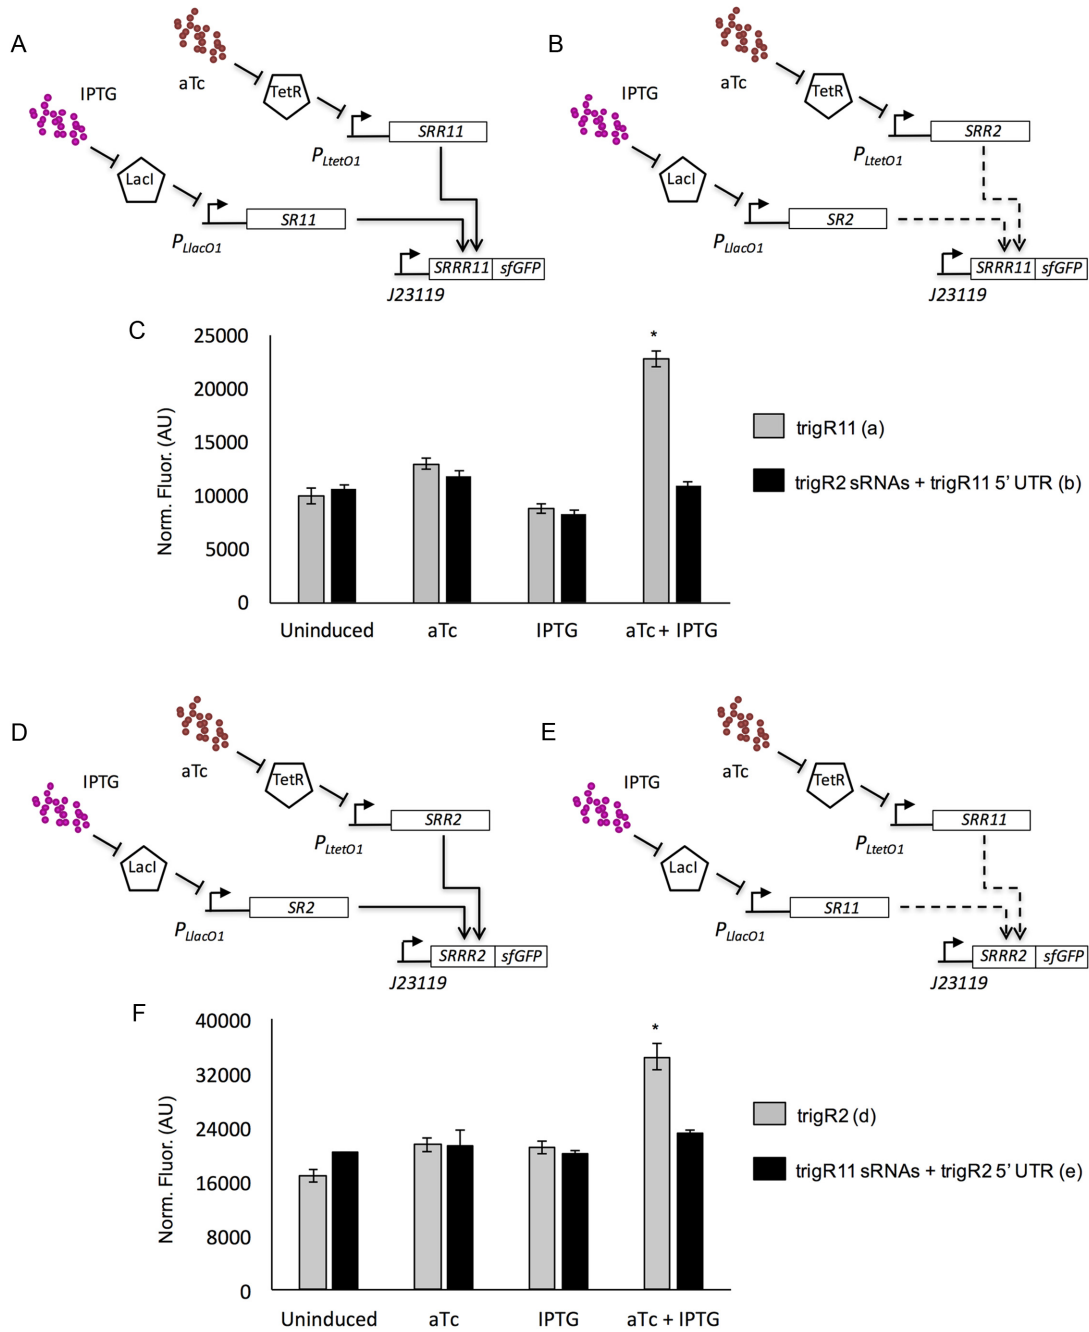 A
aTc
IPTG
TetR
SRR11
P_LtetO1
LacI
SR11
P_LlacO1
SRRR11 sfGFP
J23119
B
aTc
IPTG
TetR
SRR2
P_LtetO1
LacI
SR2
P_LlacO1
SRRR11 sfGFP
J23119
C
Norm. Fluor. (AU)
25000
20000
15000
10000
5000
0
*
Uninduced aTc IPTG aTc + IPTG
trigR11 (a)
trigR2 sRNAs + trigR11 5’ UTR (b)
D
aTc
IPTG
TetR
SRR2
P_LtetO1
LacI
SR2
P_LlacO1
SRRR2 sfGFP
J23119
E
aTc
IPTG
TetR
SRR11
P_LtetO1
LacI
SR11
P_LlacO1
SRRR2 sfGFP
J23119
F
Norm. Fluor. (AU)
40000
32000
24000
16000
8000
0
*
Uninduced aTc IPTG aTc + IPTG
trigR2 (d)
trigR11 sRNAs + trigR2 5’ UTR (e)